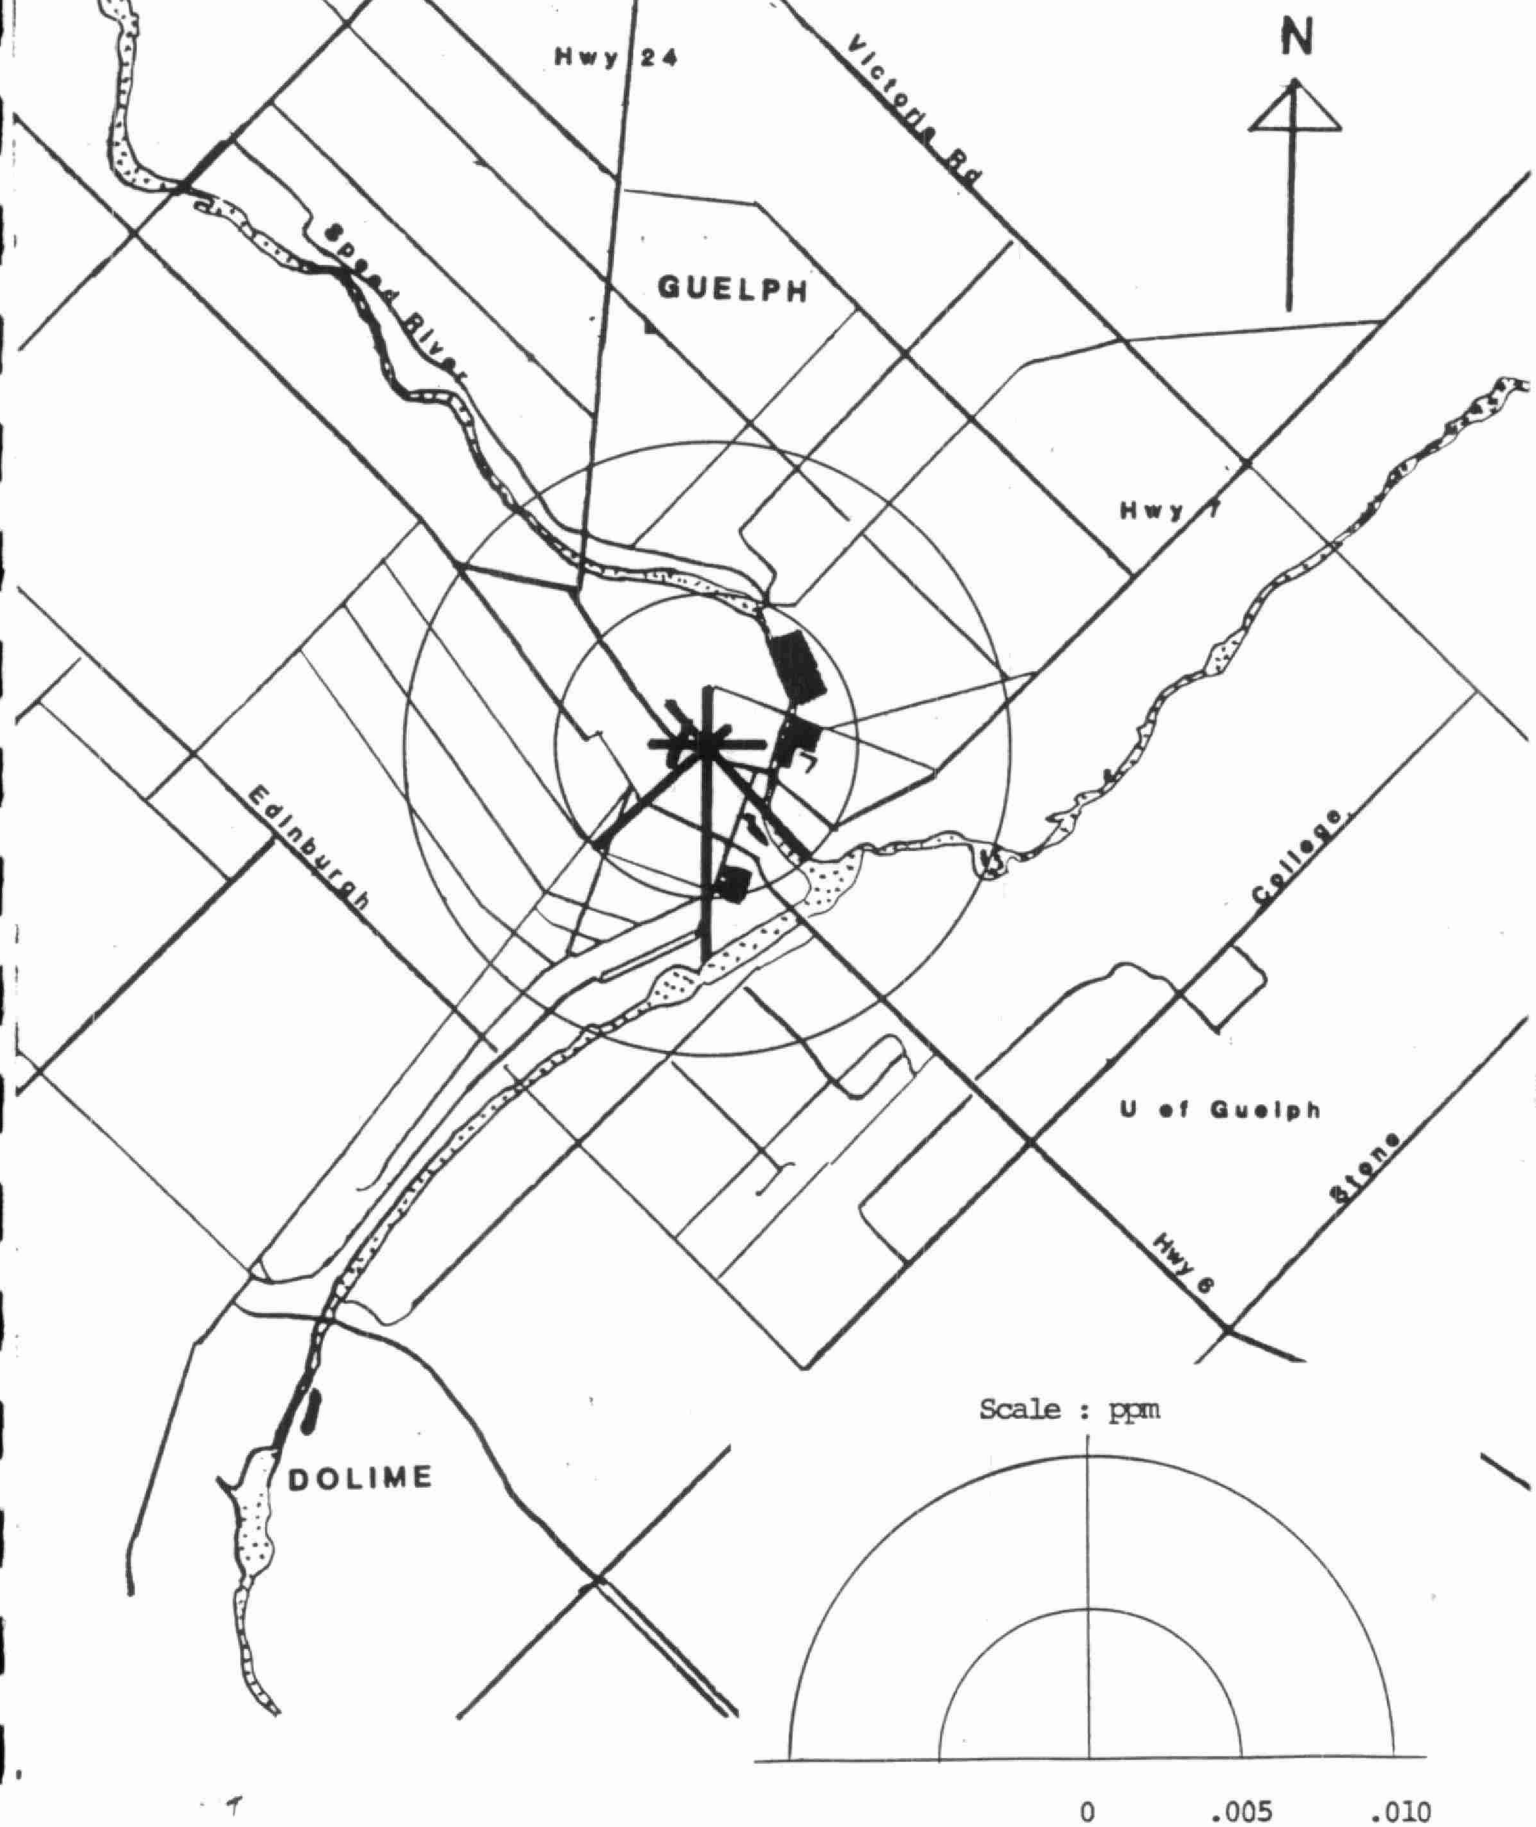 N
Hwy 24
Victoria Rd
Speed River
GUELPH
Hwy 7
Edinburgh
College
U of Guelph
Stone
Hwy 6
Scale : ppm
DOLIME
0 .005 .010